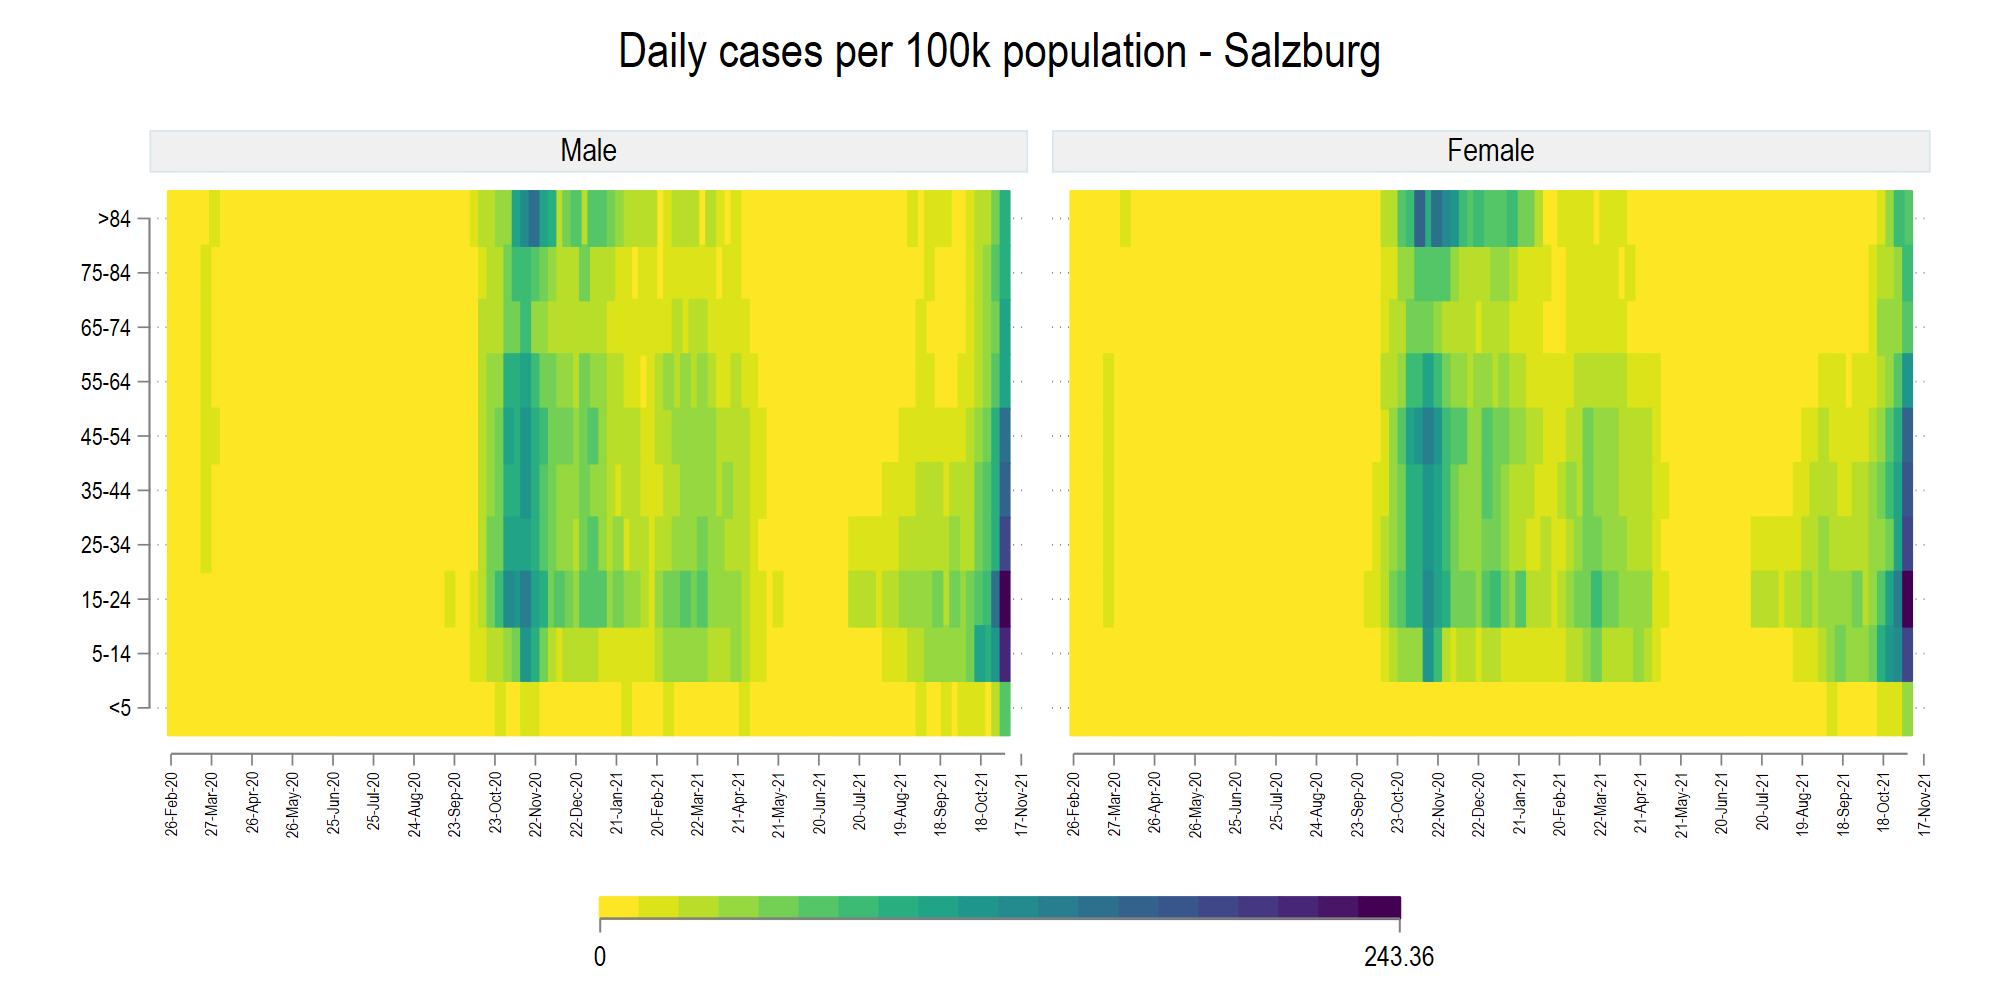 Daily cases per 100k population - Salzburg
Male
Female
>84
75-84
65-74
55-64
45-54
35-44
25-34
15-24
5-14
<5
26-Feb-20
27-Mar-20
26-Apr-20
26-May-20
25-Jun-20
25-Jul-20
24-Aug-20
23-Sep-20
23-Oct-20
22-Nov-20
22-Dec-20
21-Jan-21
20-Feb-21
22-Mar-21
21-Apr-21
21-May-21
20-Jun-21
20-Jul-21
19-Aug-21
18-Sep-21
18-Oct-21
17-Nov-21
26-Feb-20
27-Mar-20
26-Apr-20
26-May-20
25-Jun-20
25-Jul-20
24-Aug-20
23-Sep-20
23-Oct-20
22-Nov-20
22-Dec-20
21-Jan-21
20-Feb-21
22-Mar-21
21-Apr-21
21-May-21
20-Jun-21
20-Jul-21
19-Aug-21
18-Sep-21
18-Oct-21
17-Nov-21
0
243.36